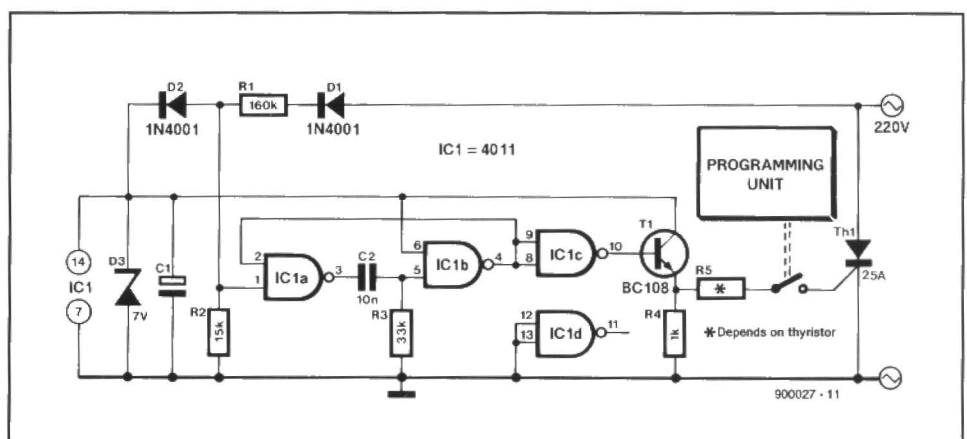 D2
1N4001
R1
160k
D1
1N4001
220V
IC1 = 4011
PROGRAMMING
UNIT
14
IC1
7
D3
7V
C1
R2
15k
2
1
IC1a
3
C2
10n
R3
33k
6
5
IC1b
4
9
8
IC1c
10
12
13
IC1d
11
T1
BC108
R4
1k
R5
*
Th1
25A
* Depends on thyristor
900027 - 11